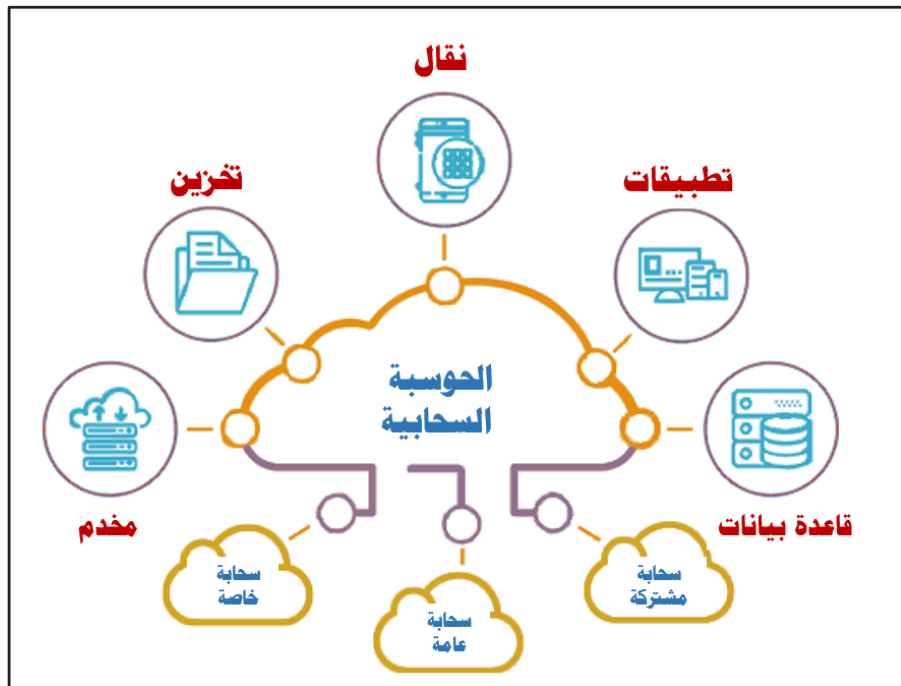 نقال
تطبيقات
تخزين
الحوسبة
السحابية
قاعدة بيانات
مخدم
سحابة
مشتركة
سحابة
عامة
سحابة
خاصة